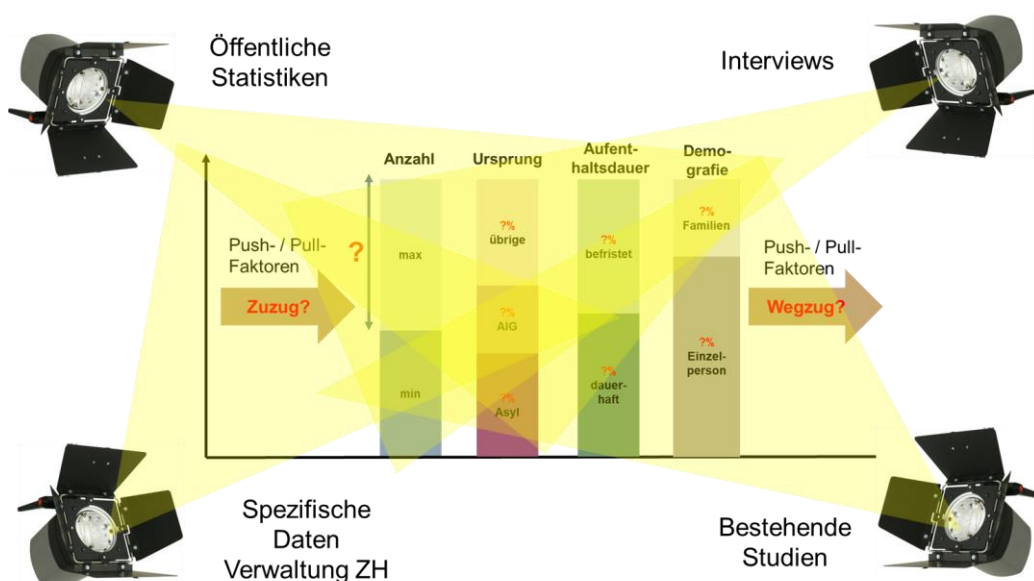 Öffentliche
Statistiken
Interviews
Anzahl
Ursprung
Aufent-
haltsdauer
Demo-
grafie
Push- / Pull-
Faktoren
Zuzug?
?
max
min
?%
übrige
?%
AIG
?%
Asyl
?%
befristet
?%
dauer-
haft
?%
Familien
?%
Einzel-
person
Push- / Pull-
Faktoren
Wegzug?
Spezifische
Daten
Verwaltung ZH
Bestehende
Studien